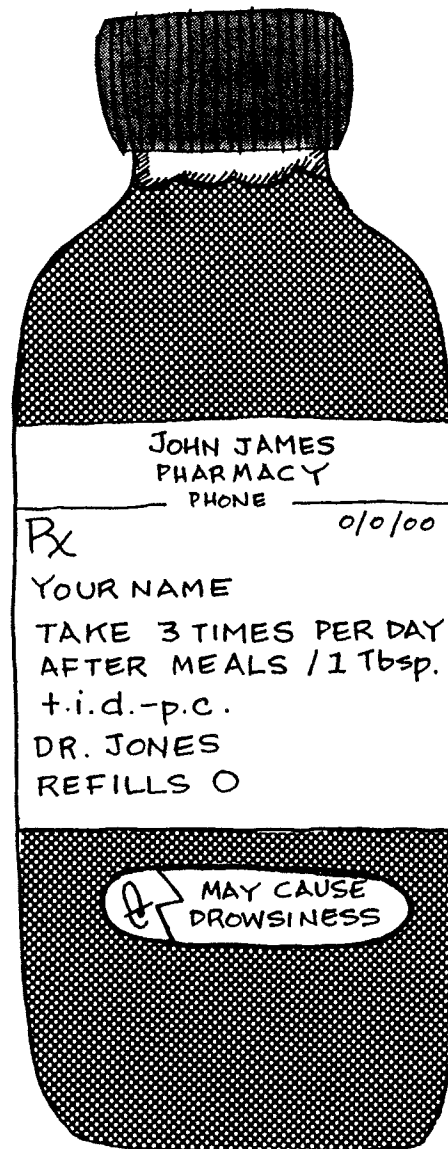 JOHN JAMES
PHARMACY
PHONE
0/0/00
Rx
YOUR NAME
TAKE 3 TIMES PER DAY
AFTER MEALS / 1 Tbsp.
t.i.d.-p.c.
DR. JONES
REFILLS 0
MAY CAUSE
DROWSINESS